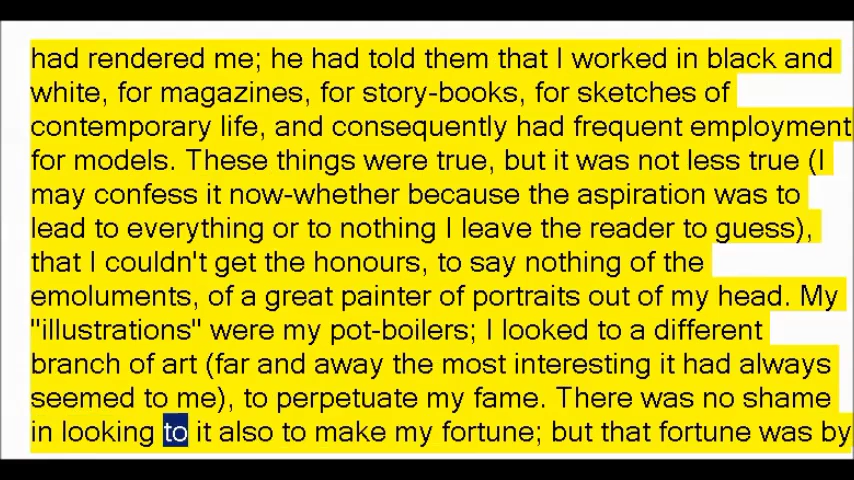 had rendered me; he had told them that I worked in black and
white, for magazines, for story-books, for sketches of
contemporary life, and consequently had frequent employment
for models. These things were true, but it was not less true (I
may confess it now-whether because the aspiration was to
lead to everything or to nothing I leave the reader to guess),
that I couldn't get the honours, to say nothing of the
emoluments, of a great painter of portraits out of my head. My
"illustrations" were my pot-boilers; I looked to a different
branch of art (far and away the most interesting it had always
seemed to me), to perpetuate my fame. There was no shame
in looking to it also to make my fortune; but that fortune was by